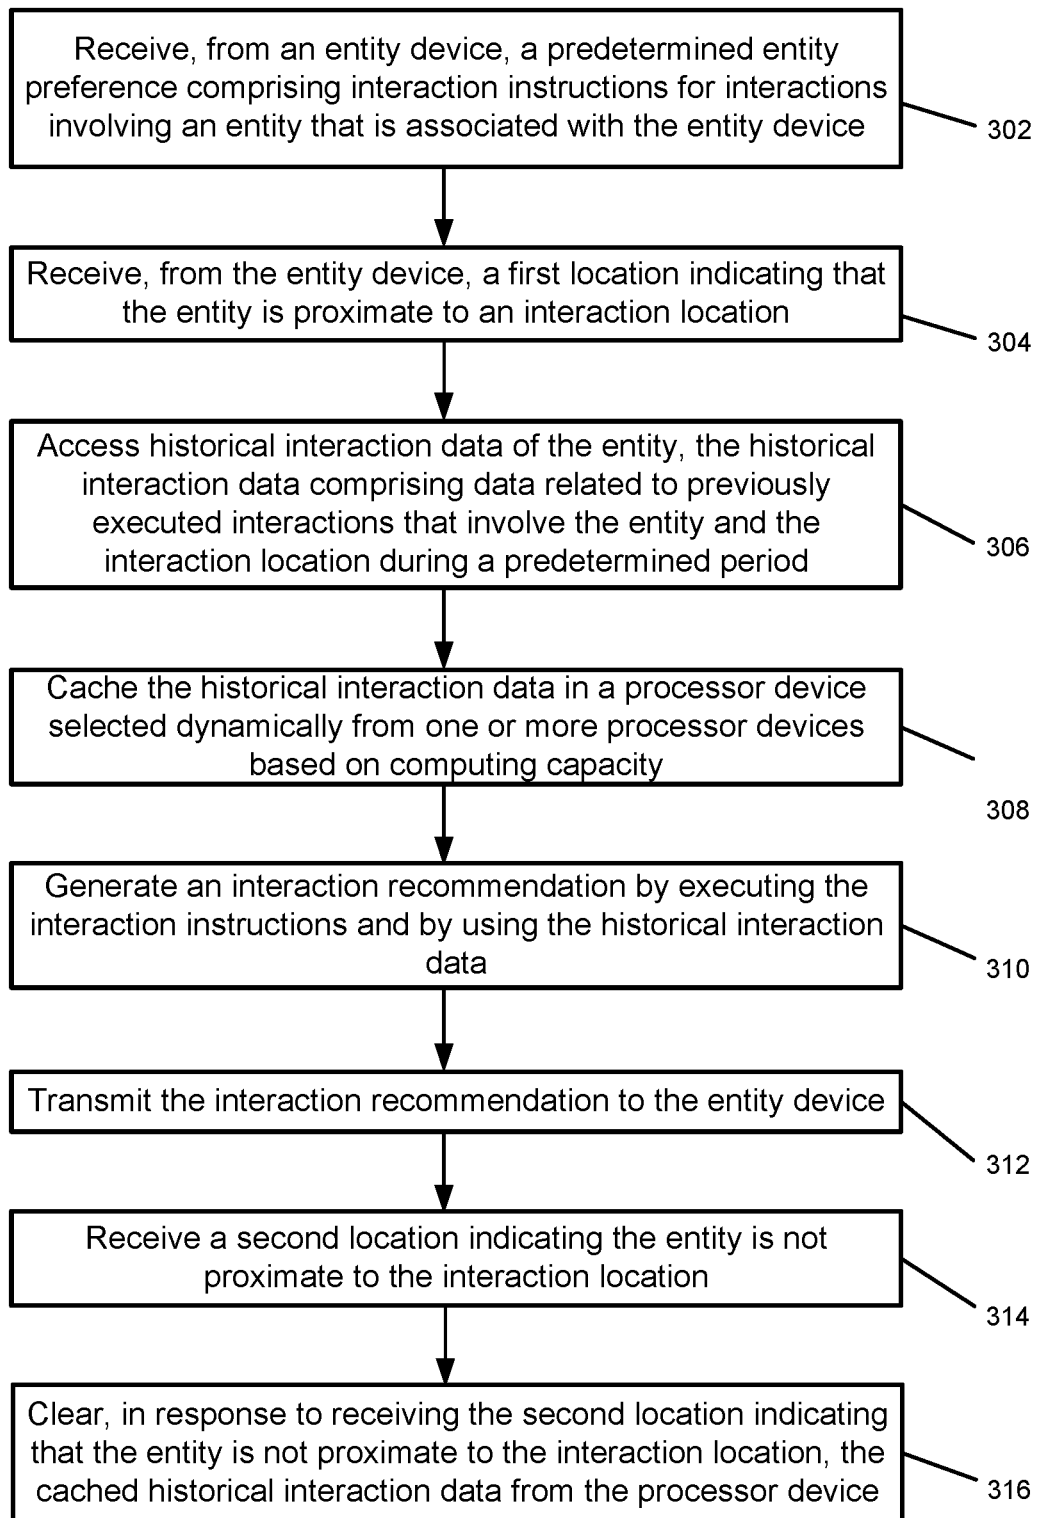 Receive, from an entity device, a predetermined entity
preference comprising interaction instructions for interactions
involving an entity that is associated with the entity device
302
Receive, from the entity device, a first location indicating that
the entity is proximate to an interaction location
304
Access historical interaction data of the entity, the historical
interaction data comprising data related to previously
executed interactions that involve the entity and the
interaction location during a predetermined period
306
Cache the historical interaction data in a processor device
selected dynamically from one or more processor devices
based on computing capacity
308
Generate an interaction recommendation by executing the
interaction instructions and by using the historical interaction
data
310
Transmit the interaction recommendation to the entity device
312
Receive a second location indicating the entity is not
proximate to the interaction location
314
Clear, in response to receiving the second location indicating
that the entity is not proximate to the interaction location, the
cached historical interaction data from the processor device
316